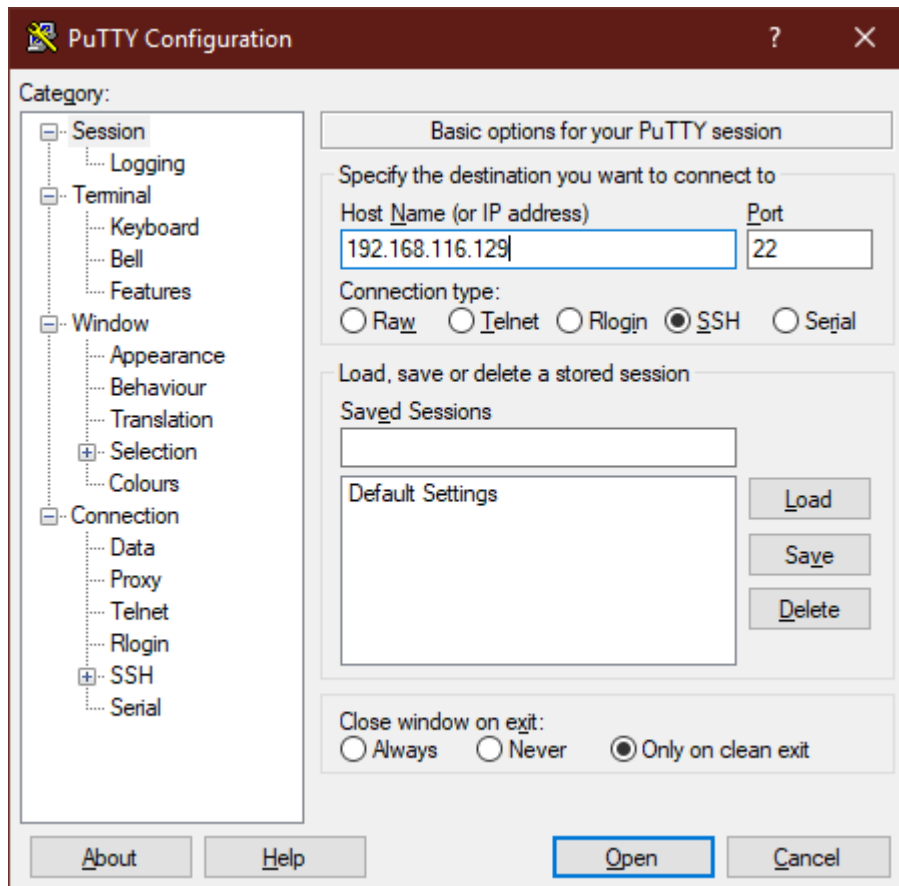 PuTTY Configuration
?
Category:
Session
Logging
Terminal
Keyboard
Bell
Features
Window
Appearance
Behaviour
Translation
Selection
Colours
Connection
Data
Proxy
Telnet
Rlogin
SSH
Serial
Basic options for your PuTTY session
Specify the destination you want to connect to
Host Name (or IP address) Port
192.168.116.129 22
Connection type:
Raw Telnet Rlogin SSH Serial
Load, save or delete a stored session
Saved Sessions
Default Settings
Load
Save
Delete
Close window on exit:
Always Never Only on clean exit
About Help Open Cancel